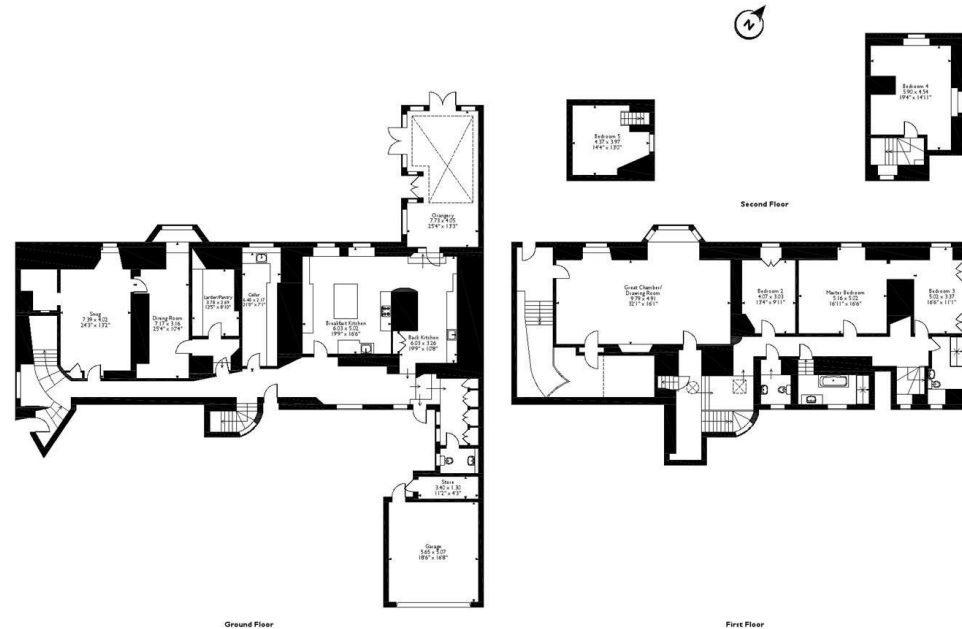 N
Bedroom 4
5.90 x 4.54
19'4" x 14'11"
Bedroom 5
4.37 x 3.97
14'4" x 13'0"
Second Floor
Orangery
7.73 x 4.05
25'4" x 13'3"
Snug
7.39 x 4.02
24'3" x 13'2"
Dining Room
7.17 x 3.16
23'4" x 10'4"
Larder/Pantry
3.78 x 2.69
12'5" x 8'10"
Cellar
6.40 x 2.17
21'0" x 7'1"
Breakfast Kitchen
6.03 x 5.02
19'9" x 16'6"
Back Kitchen
6.03 x 3.26
19'9" x 10'8"
Store
3.40 x 1.30
11'2" x 4'3"
Garage
5.65 x 5.07
18'6" x 16'8"
Ground Floor
Great Chamber/
Drawing Room
9.79 x 4.91
32'1" x 16'1"
Bedroom 2
4.07 x 3.03
13'4" x 9'11"
Master Bedroom
5.16 x 5.02
16'11" x 16'6"
Bedroom 3
5.02 x 3.37
16'6" x 11'1"
First Floor